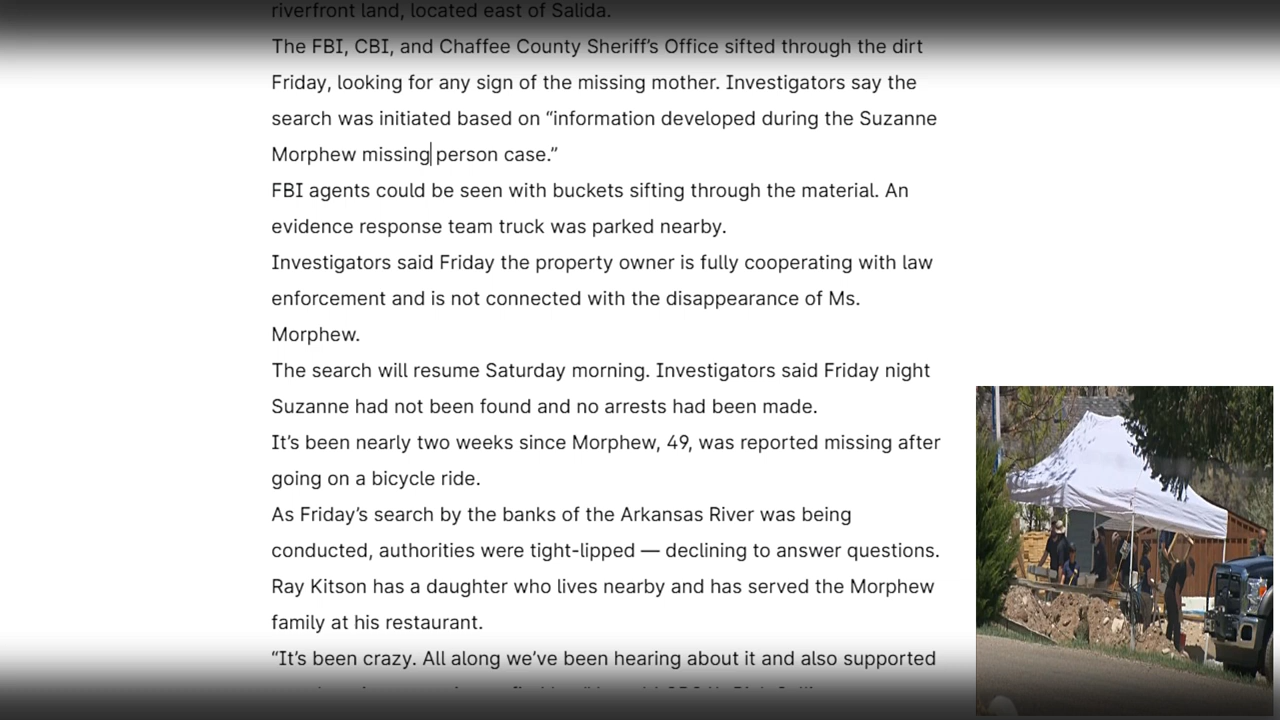 riverfront land, located east of Salida.
The FBI, CBI, and Chaffee County Sheriff’s Office sifted through the dirt
Friday, looking for any sign of the missing mother. Investigators say the
search was initiated based on “information developed during the Suzanne
Morphew missing person case.”
FBI agents could be seen with buckets sifting through the material. An
evidence response team truck was parked nearby.
Investigators said Friday the property owner is fully cooperating with law
enforcement and is not connected with the disappearance of Ms.
Morphew.
The search will resume Saturday morning. Investigators said Friday night
Suzanne had not been found and no arrests had been made.
It’s been nearly two weeks since Morphew, 49, was reported missing after
going on a bicycle ride.
As Friday’s search by the banks of the Arkansas River was being
conducted, authorities were tight-lipped — declining to answer questions.
Ray Kitson has a daughter who lives nearby and has served the Morphew
family at his restaurant.
“It’s been crazy. All along we’ve been hearing about it and also supported